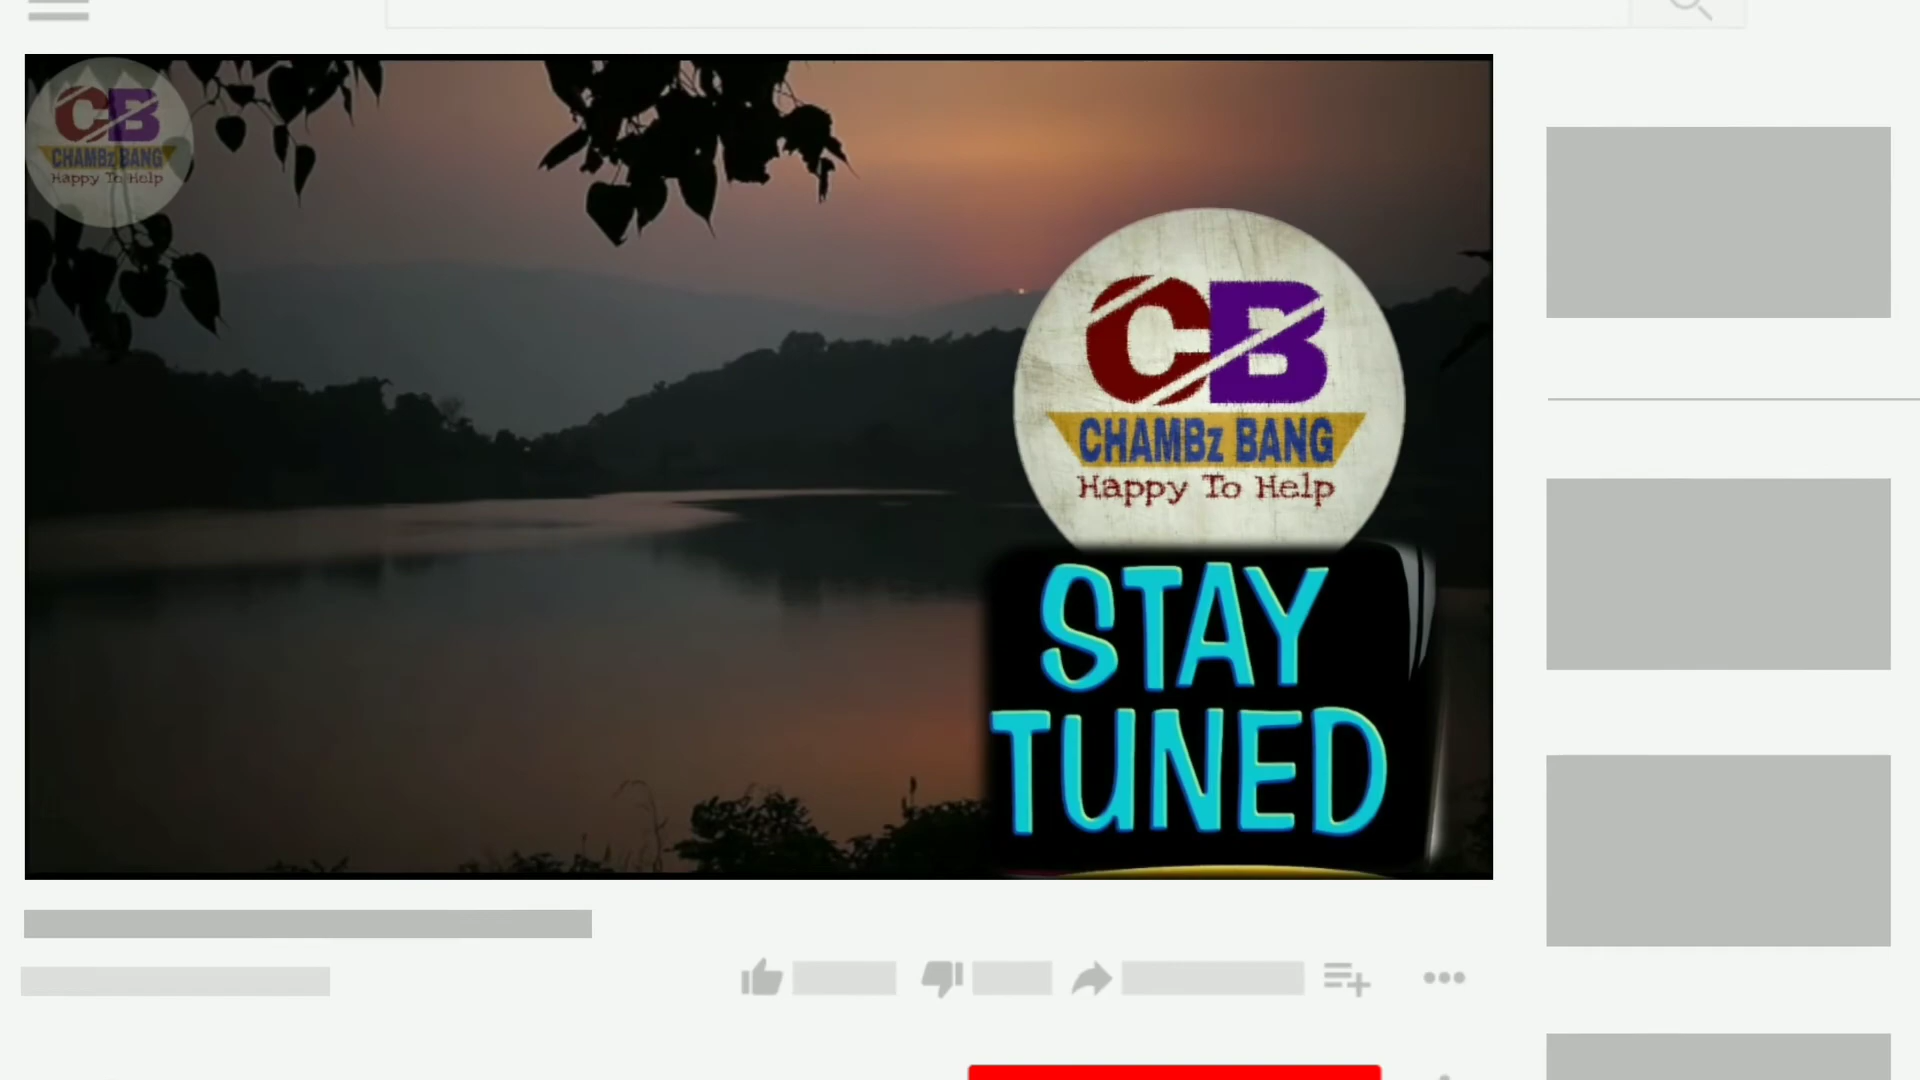 CB
CHAMBz BANG
Happy To Help
CB
CHAMBz BANG
Happy To Help
STAY
TUNED